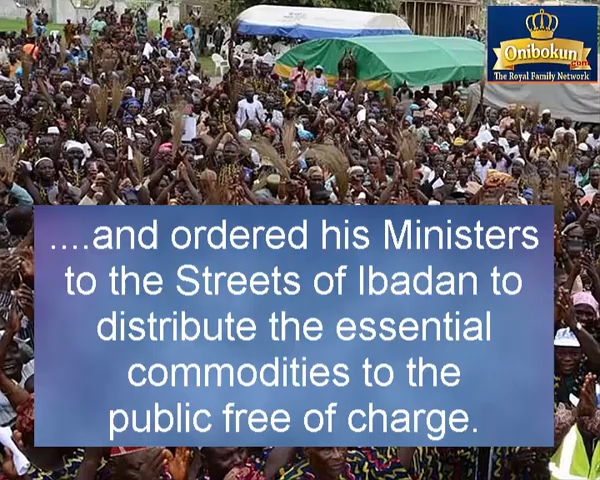 Onibokun.com
The Royal Family Network
....and ordered his Ministers
to the Streets of Ibadan to
distribute the essential
commodities to the
public free of charge.